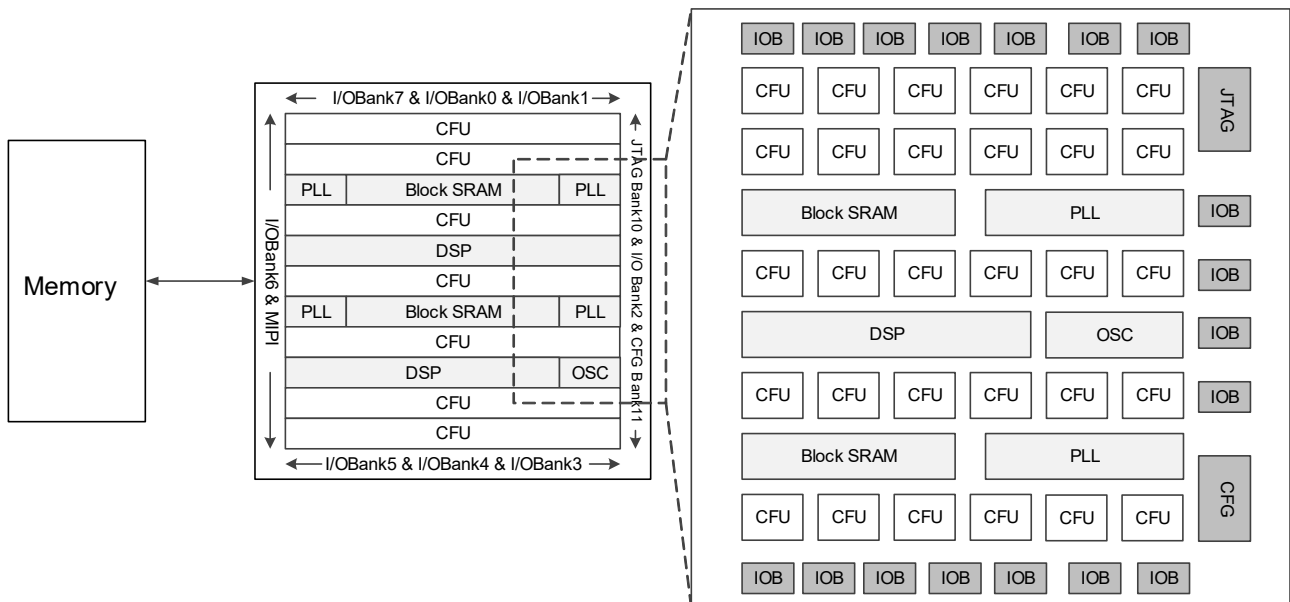 Memory
I/OBank7 & I/OBank0 & I/OBank1
I/OBank6 & MIPI
CFU
CFU
PLL Block SRAM PLL
CFU
DSP
CFU
PLL Block SRAM PLL
CFU
DSP OSC
CFU
CFU
JTAG Bank10 & I/O Bank2 & CFG Bank11
I/OBank5 & I/OBank4 & I/OBank3
IOB IOB IOB IOB IOB IOB IOB
CFU CFU CFU CFU CFU CFU
JTAG
CFU CFU CFU CFU CFU CFU
Block SRAM PLL IOB
CFU CFU CFU CFU CFU CFU IOB
DSP OSC IOB
CFU CFU CFU CFU CFU CFU IOB
Block SRAM PLL
CFG
CFU CFU CFU CFU CFU CFU
IOB IOB IOB IOB IOB IOB IOB